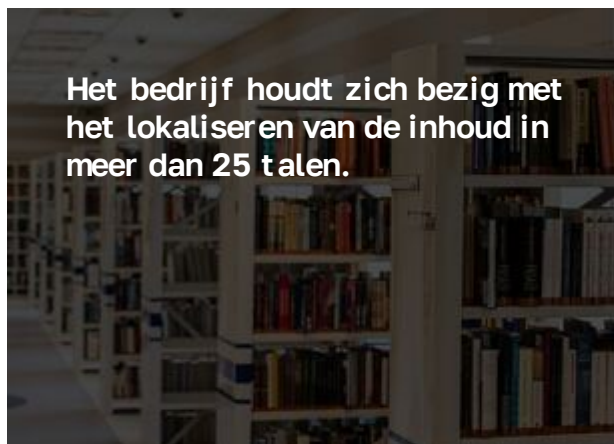 Het bedrijf houdt zich bezig met
het lokaliseren van de inhoud in
meer dan 25 talen.